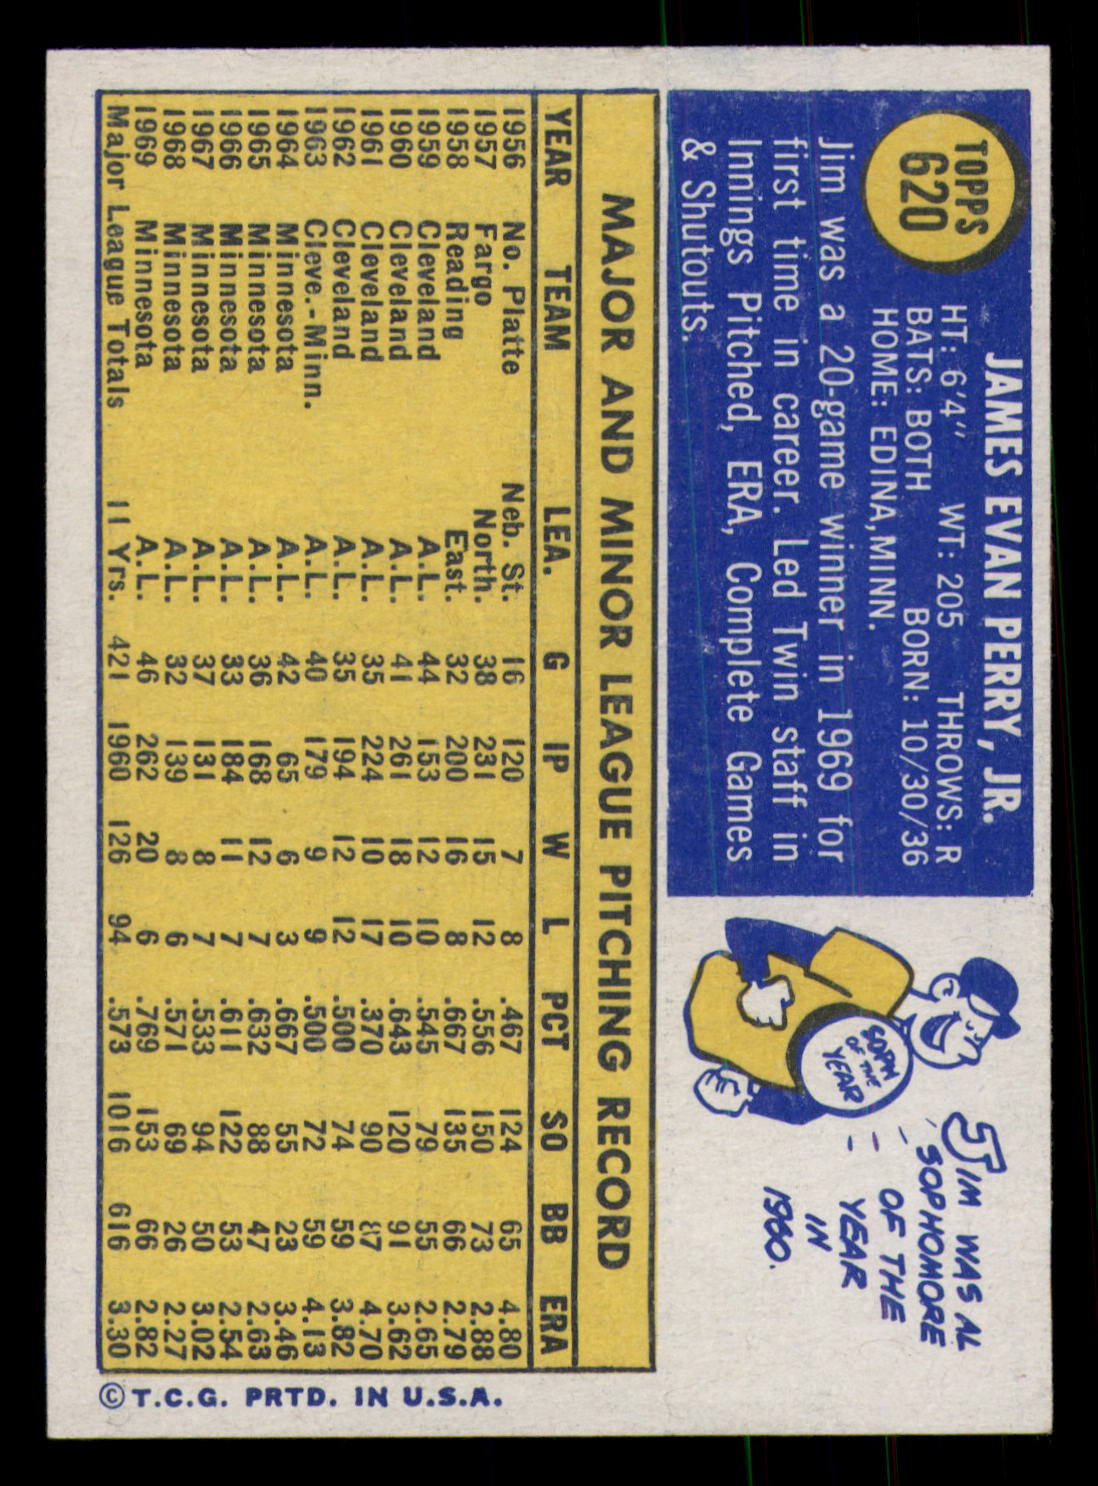 TOPPS
620
JAMES EVAN PERRY, JR.
HT: 6'4" WT: 205 THROWS: R
BATS: BOTH BORN: 10/30/36
HOME: EDINA, MINN.
Jim was a 20-game winner in 1969 for
first time in career. Led Twin staff in
Innings Pitched, ERA, Complete Games
& Shutouts.
JIM WAS AL
SOPHOMORE
OF THE
YEAR
IN
1960.
SOPH
OF THE
YEAR
MAJOR AND MINOR LEAGUE PITCHING RECORD
YEAR TEAM LEA. G IP W L PCT SO BB ERA
1956 No. Platte Neb. St. 16 120 7 8 .467 124 65 4.80
1957 Fargo North. 38 231 15 12 .556 150 73 2.88
1958 Reading East. 32 200 16 8 .667 135 66 2.79
1959 Cleveland A.L. 44 153 12 10 .545 79 55 2.65
1960 Cleveland A.L. 41 261 18 10 .643 120 91 3.62
1961 Cleveland A.L. 35 224 10 17 .370 90 87 4.70
1962 Cleveland A.L. 35 194 12 12 .500 74 59 3.82
1963 Cleve.-Minn. A.L. 40 179 9 9 .500 72 59 4.13
1964 Minnesota A.L. 42 65 6 3 .667 55 23 3.46
1965 Minnesota A.L. 36 168 12 7 .632 88 47 2.63
1966 Minnesota A.L. 33 184 11 7 .611 122 53 2.54
1967 Minnesota A.L. 37 131 8 7 .533 94 50 3.02
1968 Minnesota A.L. 32 139 8 6 .571 69 26 2.27
1969 Minnesota A.L. 46 262 20 6 .769 153 66 2.82
Major League Totals 11 Yrs. 421 1960 126 94 .573 1016 616 3.30
© T.C.G. PRTD. IN U.S.A.